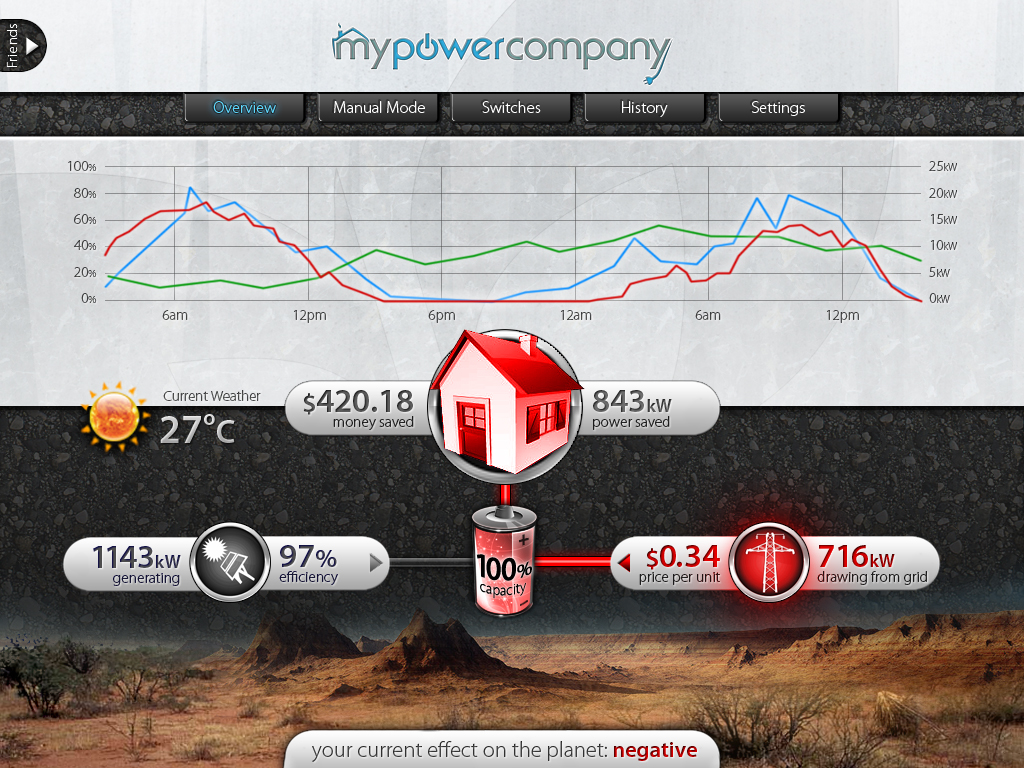 Friends
mypowercompany
Overview
Manual Mode
Switches
History
Settings
100%
80%
60%
40%
20%
0%
25kW
20kW
15kW
10kW
5kW
0kW
6am
12pm
6pm
12am
6am
12pm
Current Weather
27°C
$420.18
money saved
843kW
power saved
1143kW
generating
97%
efficiency
+
100%
capacity
-
$0.34
price per unit
716kW
drawing from grid
your current effect on the planet: negative